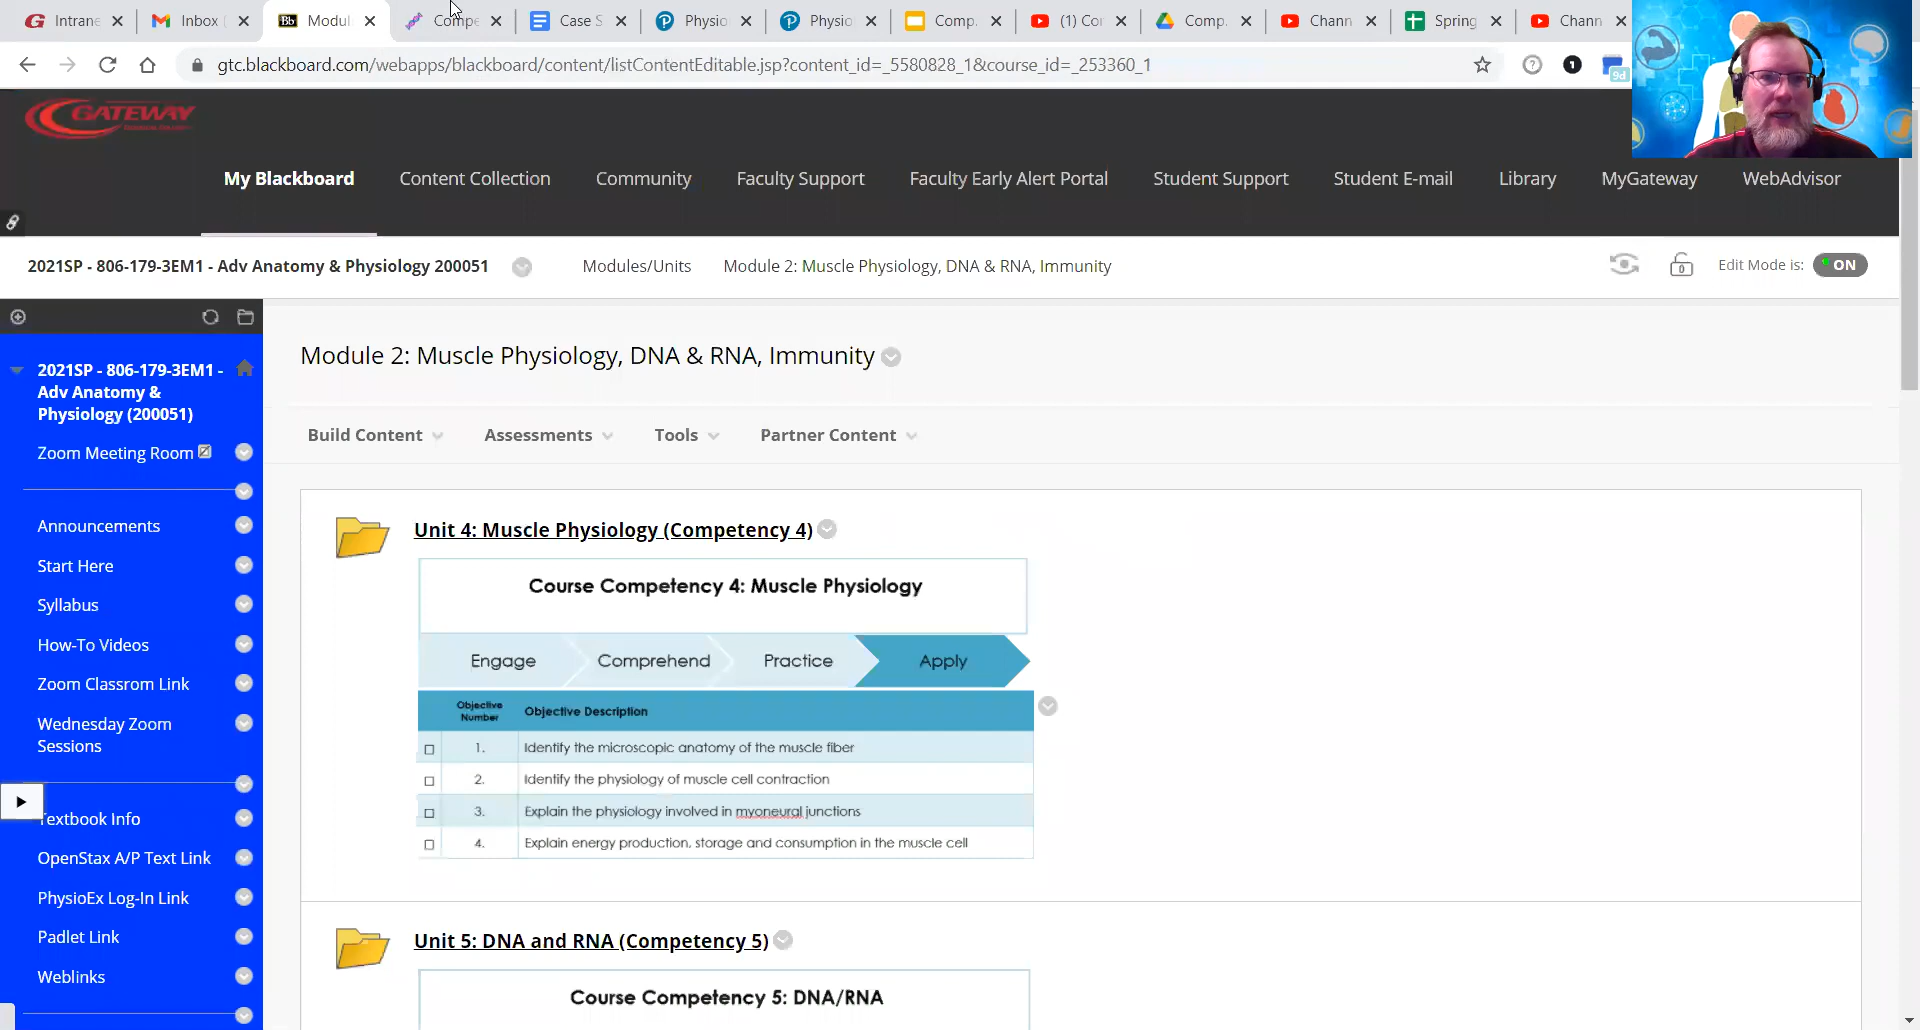 Intrane
Inbox (
Modul
Compe
Case S
Physio
Physio
Comp.
(1) Cor
Comp.
Chann
Spring
Chann
gtc.blackboard.com/webapps/blackboard/content/listContentEditable.jsp?content_id=_5580828_1&course_id=_253360_1
9d
GATEWAY
My Blackboard
Content Collection
Community
Faculty Support
Faculty Early Alert Portal
Student Support
Student E-mail
Library
MyGateway
WebAdvisor
2021SP - 806-179-3EM1 - Adv Anatomy & Physiology 200051
Modules/Units
Module 2: Muscle Physiology, DNA & RNA, Immunity
Edit Mode is:
ON
2021SP - 806-179-3EM1 -
Adv Anatomy &
Physiology (200051)
Zoom Meeting Room
Announcements
Start Here
Syllabus
How-To Videos
Zoom Classrom Link
Wednesday Zoom
Sessions
Textbook Info
OpenStax A/P Text Link
PhysioEx Log-In Link
Padlet Link
Weblinks
Module 2: Muscle Physiology, DNA & RNA, Immunity
Build Content
Assessments
Tools
Partner Content
Unit 4: Muscle Physiology (Competency 4)
Course Competency 4: Muscle Physiology
Engage
Comprehend
Practice
Apply
Objective
Number
Objective Description
1. Identify the microscopic anatomy of the muscle fiber
2. Identify the physiology of muscle cell contraction
3. Explain the physiology involved in myoneural junctions
4. Explain energy production, storage and consumption in the muscle cell
Unit 5: DNA and RNA (Competency 5)
Course Competency 5: DNA/RNA